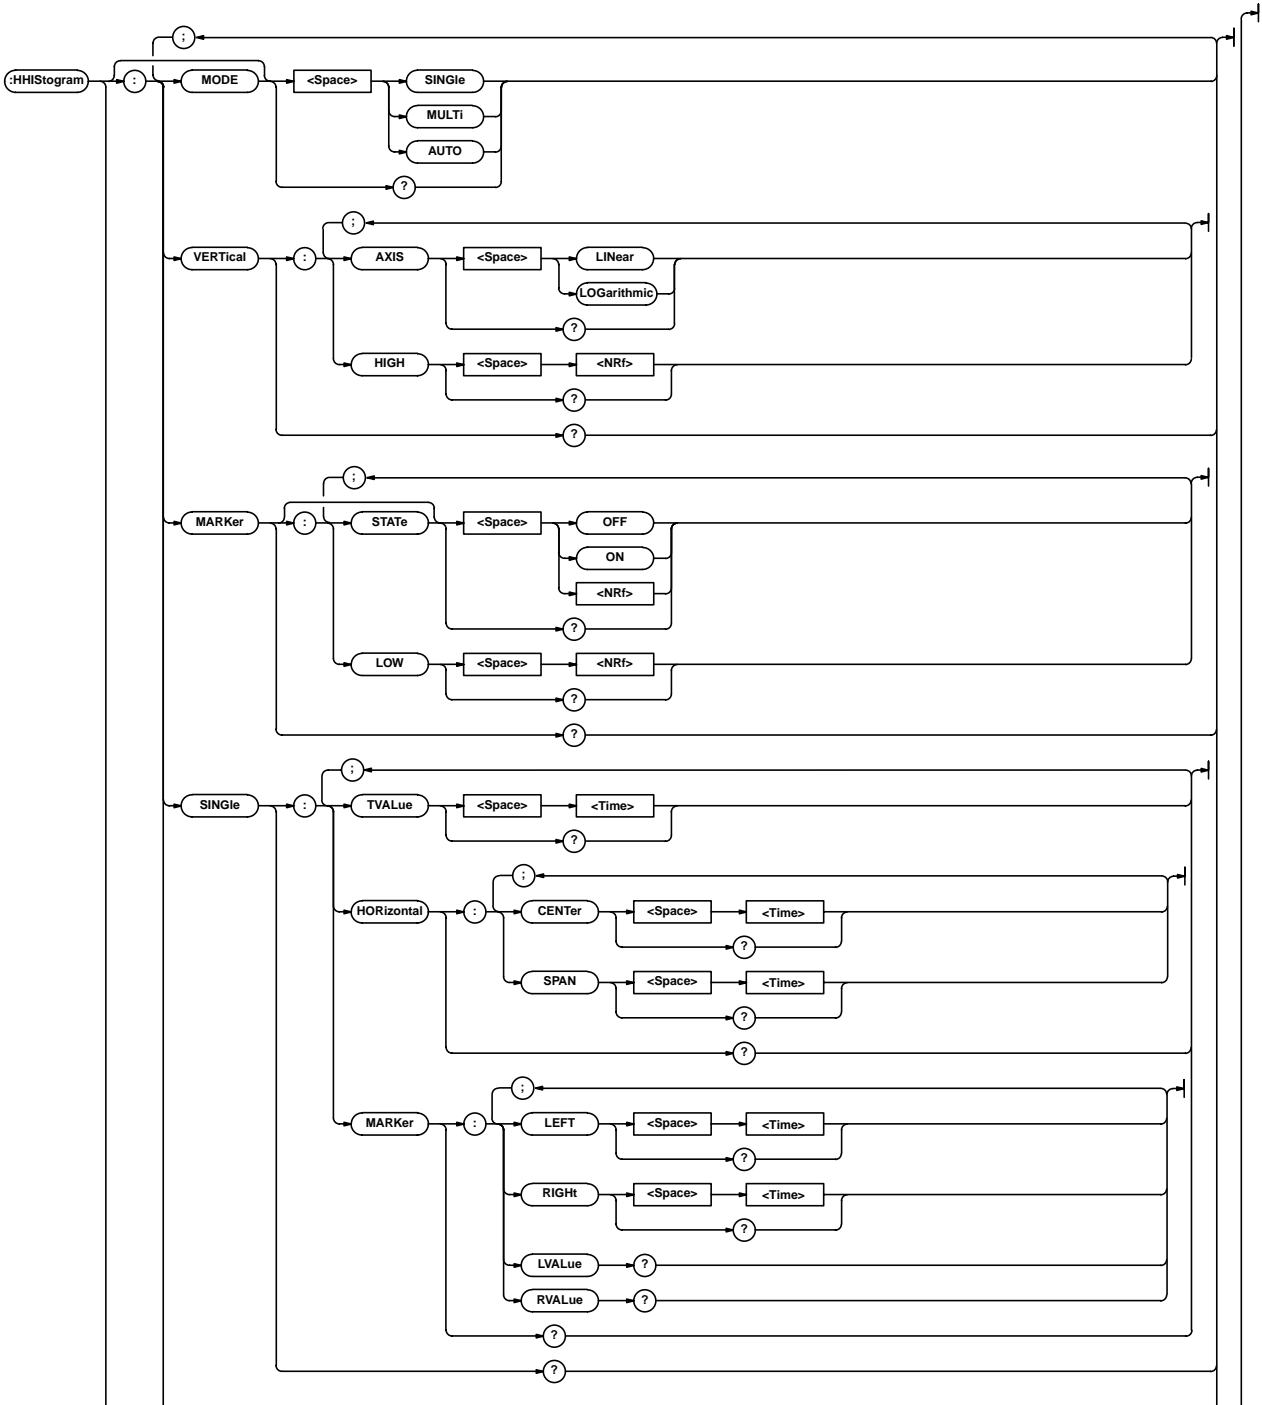 ;
:HHIStogram : MODE <Space> SINGle
MULTi
AUTO
?
;
VERTical : AXIS <Space> LINear
LOGarithmic
?
HIGH <Space> <NRf>
?
?
;
MARKer : STATe <Space> OFF
ON
<NRf>
?
LOW <Space> <NRf>
?
?
;
SINGle : TVALue <Space> <Time>
?
;
HORizontal : CENTer <Space> <Time>
?
SPAN <Space> <Time>
?
?
;
MARKer : LEFT <Space> <Time>
?
RIGHt <Space> <Time>
?
LVALue ?
RVALue ?
?
?